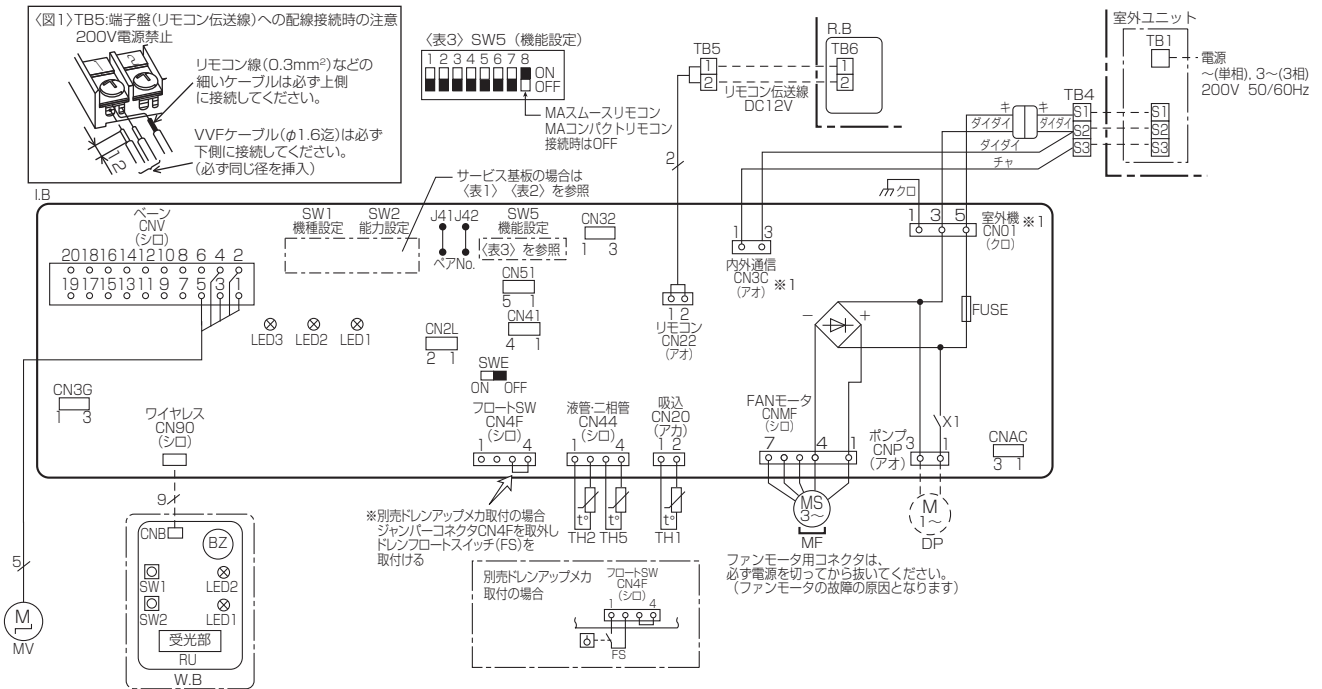 〈図1〉TB5:端子盤(リモコン伝送線)への配線接続時の注意
200V電源禁止
リモコン線(0.3mm²)などの
細いケーブルは必ず上側
に接続してください。
VVFケーブル(φ1.6迄)は必ず
下側に接続してください。
(必ず同じ径を挿入)
12
〈表3〉 SW5 (機能設定)
1 2 3 4 5 6 7 8
ON
OFF
MAスムースリモコン
MAコンパクトリモコン
接続時はOFF
サービス基板の場合は
〈表1〉〈表2〉を参照
TB5
1
2
リモコン伝送線
DC12V
R.B
TB6
1
2
2
室外ユニット
TB1
電源
～(単相), 3～(3相)
200V 50/60Hz
TB4
キ キ
ダイダイ ダイダイ
ダイダイ
チャ
S1
S2
S3
S1
S2
S3
クロ
I.B
ベーン
CNV
(シロ)
20 18 16 14 12 10 8 6 4 2
19 17 15 13 11 9 7 5 3 1
SW1
機種設定
SW2
能力設定
J41 J42
ペアNo.
SW5
機能設定
〈表3〉を参照
CN32
1 3
CN51
5 1
CN41
4 1
CN2L
2 1
SWE
ON OFF
LED3 LED2 LED1
1 2
リモコン
CN22
(アオ)
1 3
内外通信
CN3C ※1
(アオ)
1 3 5
室外機 ※1
CN01
(クロ)
FUSE
－ ＋
X1
CN3G
1 3
ワイヤレス
CN90
(シロ)
フロートSW
CN4F
(シロ)
1 4
液管・二相管
CN44
(シロ)
1 4
吸込
CN20
(アカ)
1 2
FANモータ
CNMF
(シロ)
7 4 1
ポンプ
CNP
(アオ)
3 1
CNAC
3 1
t° t° t°
TH2 TH5 TH1
MS
3～
MF
M
1～
DP
※別売ドレンアップメカ取付の場合
ジャンパーコネクタCN4Fを取外し
ドレンフロートスイッチ(FS)を
取付ける
ファンモータ用コネクタは、
必ず電源を切ってから抜いてください。
(ファンモータの故障の原因となります)
別売ドレンアップメカ
取付の場合
フロートSW
CN4F
(シロ)
1 4
FS
9
CNB
BZ
SW1
LED2
SW2
LED1
受光部
RU
W.B
5
M
MV